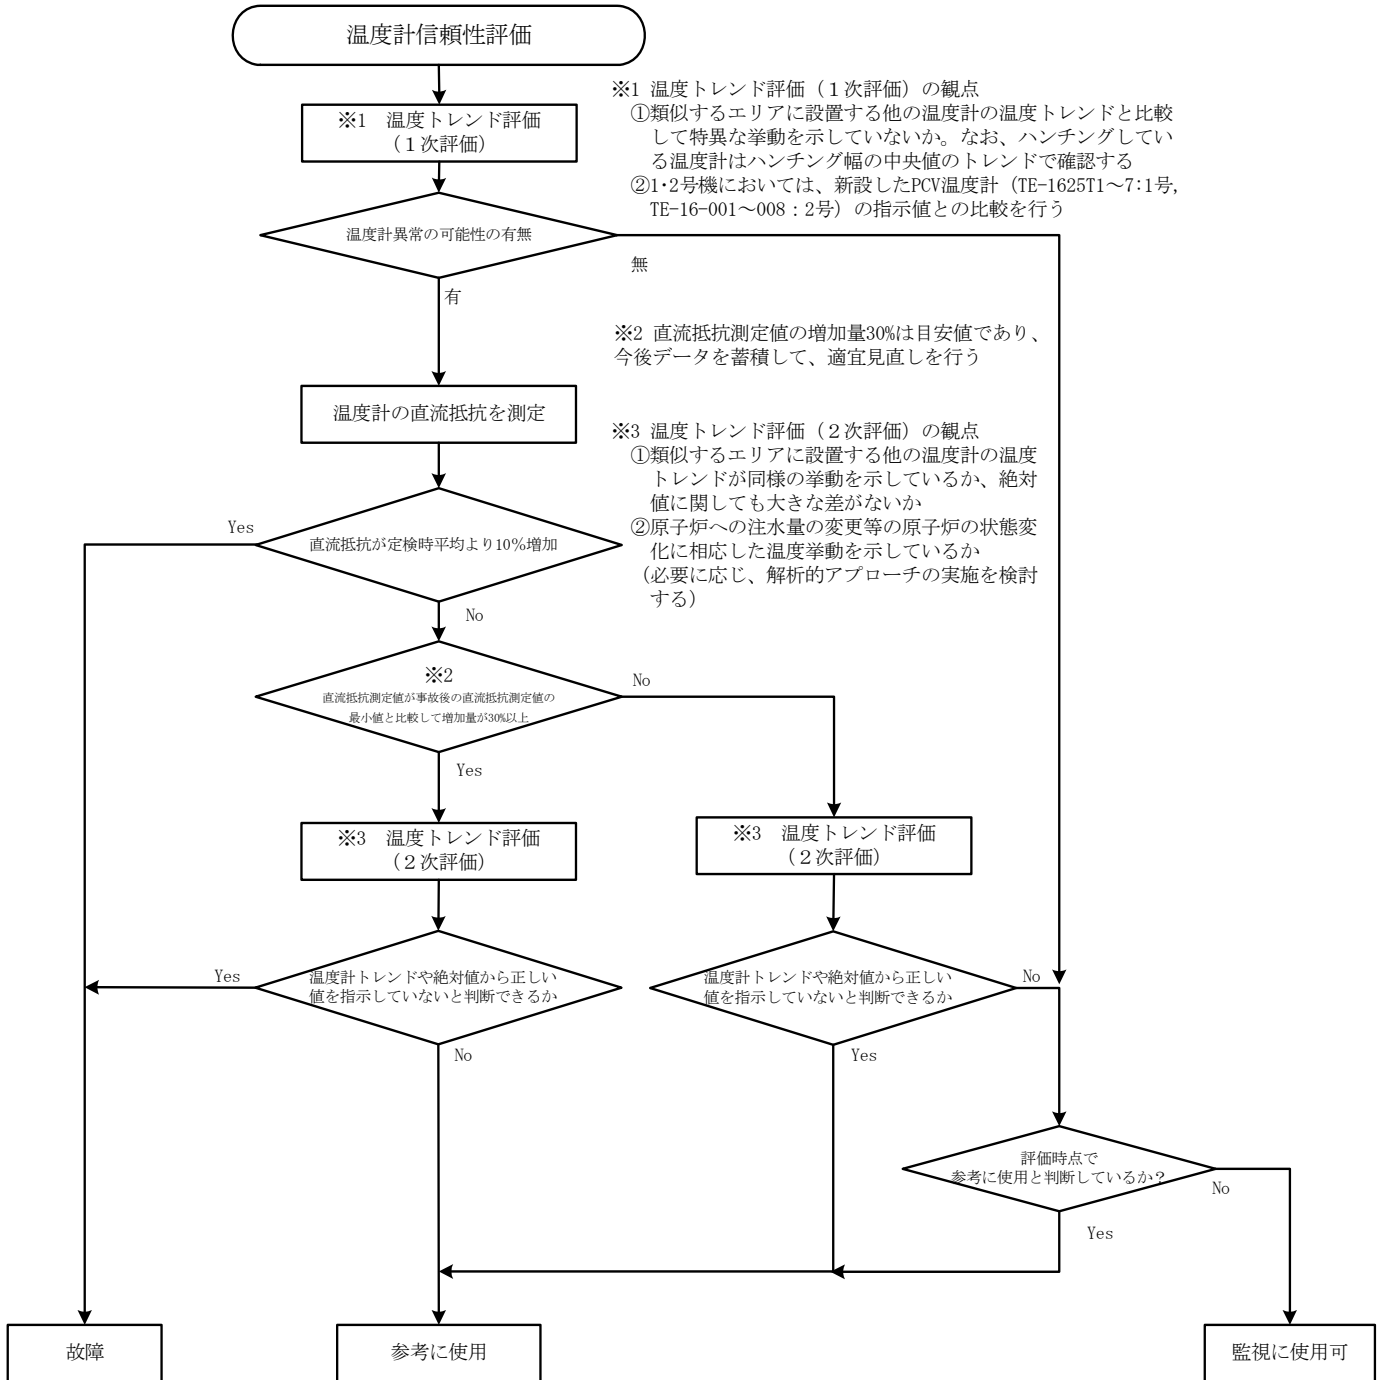 温度計信頼性評価
※1 温度トレンド評価
(１次評価)
※1 温度トレンド評価（１次評価）の観点
①類似するエリアに設置する他の温度計の温度トレンドと比較
して特異な挙動を示していないか。なお、ハンチングしてい
る温度計はハンチング幅の中央値のトレンドで確認する
②1･2号機においては、新設したPCV温度計（TE-1625T1～7:1号,
TE-16-001～008：2号）の指示値との比較を行う
温度計異常の可能性の有無
無
有
※2 直流抵抗測定値の増加量30%は目安値であり、
今後データを蓄積して、適宜見直しを行う
温度計の直流抵抗を測定
※3 温度トレンド評価（２次評価）の観点
①類似するエリアに設置する他の温度計の温度
トレンドが同様の挙動を示しているか、絶対
値に関しても大きな差がないか
②原子炉への注水量の変更等の原子炉の状態変
化に相応した温度挙動を示しているか
（必要に応じ、解析的アプローチの実施を検討
する）
Yes
直流抵抗が定検時平均より10%増加
No
※2
直流抵抗測定値が事故後の直流抵抗測定値の
最小値と比較して増加量が30%以上
No
Yes
※3 温度トレンド評価
(２次評価)
※3 温度トレンド評価
(２次評価)
Yes
温度計トレンドや絶対値から正しい
値を指示していないと判断できるか
No
温度計トレンドや絶対値から正しい
値を指示していないと判断できるか
No
Yes
評価時点で
参考に使用と判断しているか？
No
Yes
故障
参考に使用
監視に使用可